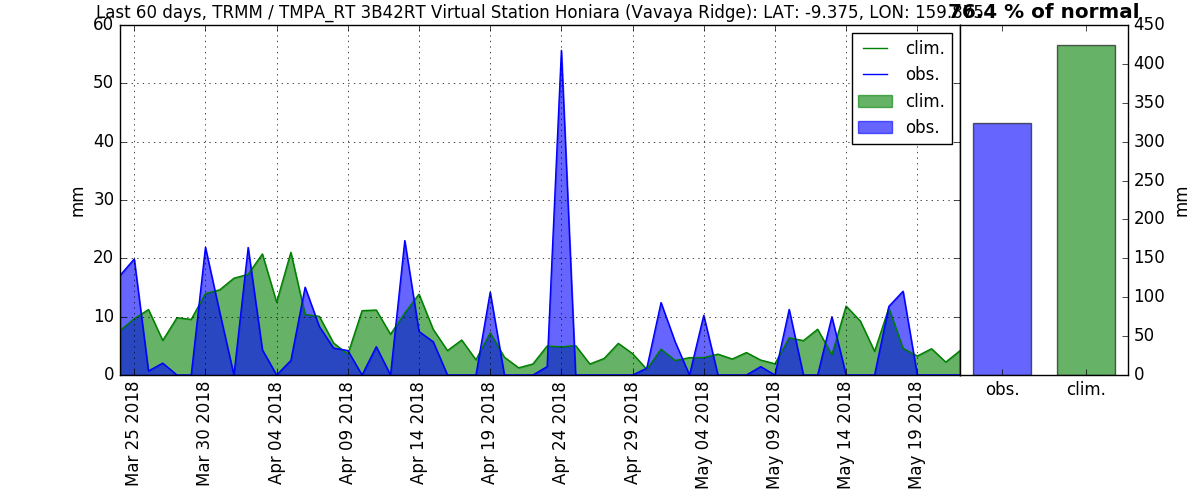 Last 60 days, TRMM / TMPA_RT 3B42RT Virtual Station Honiara (Vavaya Ridge): LAT: -9.375, LON:
76.4 % of normal
60
50
40
30
20
10
0
mm
clim.
obs.
clim.
obs.
450
400
350
300
250
200
150
100
50
0
mm
obs.
clim.
Mar 25 2018
Mar 30 2018
Apr 04 2018
Apr 09 2018
Apr 14 2018
Apr 19 2018
Apr 24 2018
Apr 29 2018
May 04 2018
May 09 2018
May 14 2018
May 19 2018